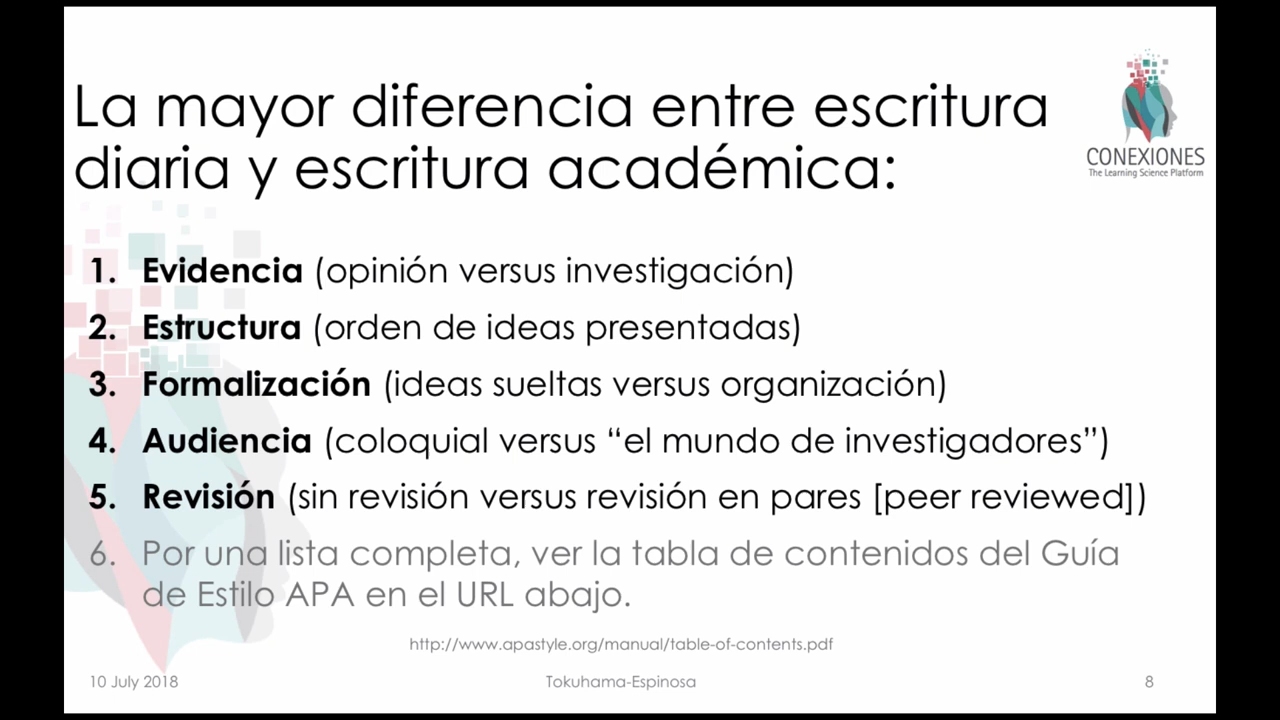 La mayor diferencia entre escritura
diaria y escritura académica:
CONEXIONES
The Learning Science Platform
1. Evidencia (opinión versus investigación)
2. Estructura (orden de ideas presentadas)
3. Formalización (ideas sueltas versus organización)
4. Audiencia (coloquial versus “el mundo de investigadores”)
5. Revisión (sin revisión versus revisión en pares [peer reviewed])
6. Por una lista completa, ver la tabla de contenidos del Guía
de Estilo APA en el URL abajo.
http://www.apastyle.org/manual/table-of-contents.pdf
10 July 2018
Tokuhama-Espinosa
8